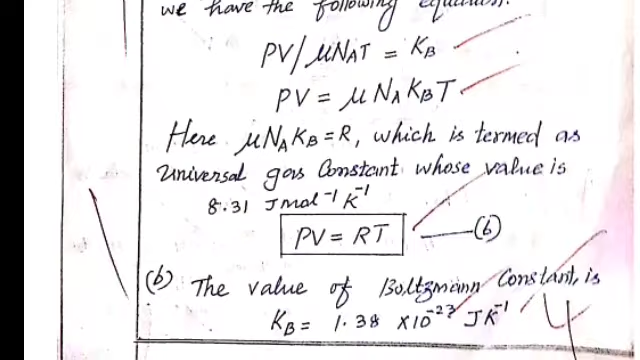 we have the following equation.
PV/μNAT = KB
PV = μ NA KB T
Here μNAKB = R, which is termed as
Universal gas Constant whose value is
8.31 Jmol⁻¹ K⁻¹
PV = RT —— (b)
(b) The value of Boltzmann Constant, is
KB = 1.38 ×10⁻²³ JK⁻¹
4